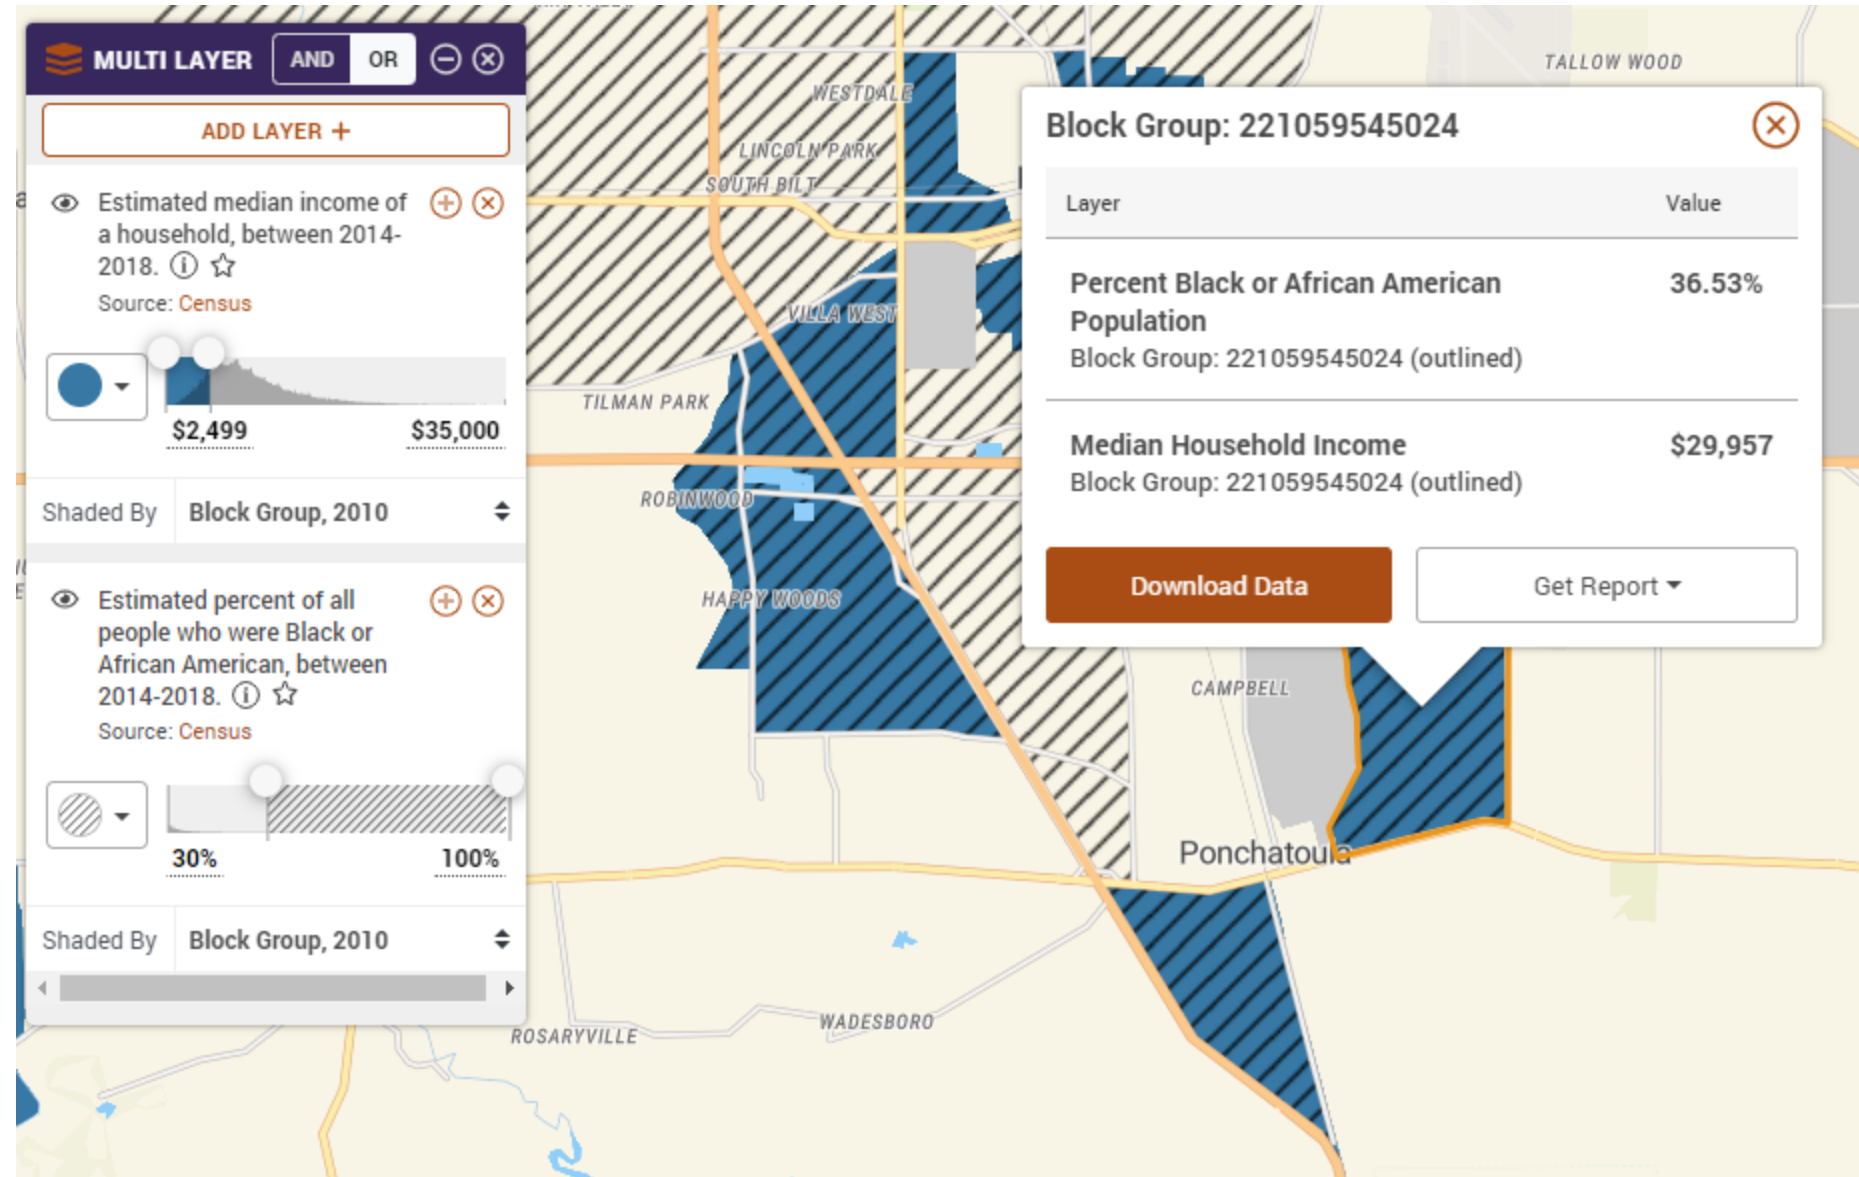 MULTI LAYER
AND
OR
ADD LAYER +
Estimated median income of
a household, between 2014-
2018.
Source: Census
$2,499
$35,000
Shaded By
Block Group, 2010
Estimated percent of all
people who were Black or
African American, between
2014-2018.
Source: Census
30%
100%
Shaded By
Block Group, 2010
WESTDALE
LINCOLN PARK
SOUTH BILT
VILLA WEST
TILMAN PARK
ROBINWOOD
HAPPY WOODS
TALLOW WOOD
Block Group: 221059545024
Layer
Value
Percent Black or African American
Population
36.53%
Block Group: 221059545024 (outlined)
Median Household Income
$29,957
Block Group: 221059545024 (outlined)
Download Data
Get Report
CAMPBELL
Ponchatoula
WADESBORO
ROSARYVILLE